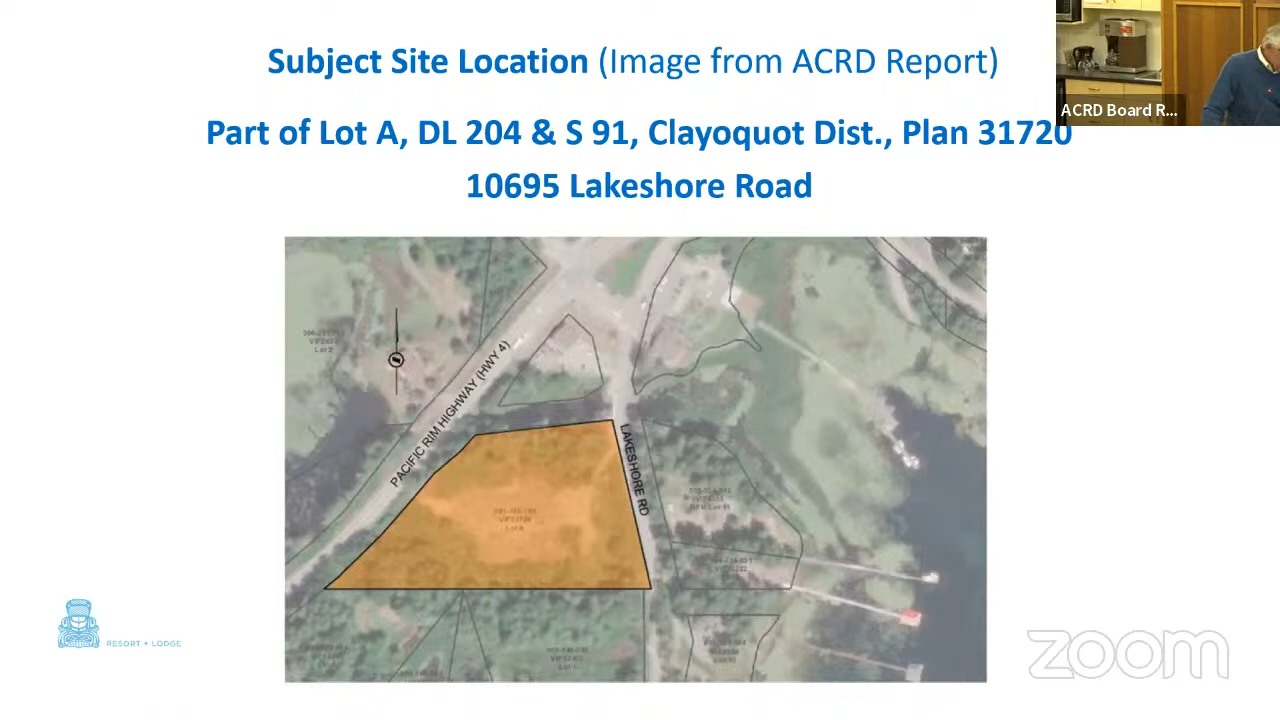 Subject Site Location (Image from ACRD Report)
ACRD Board R...
Part of Lot A, DL 204 & S 91, Clayoquot Dist., Plan 31720
10695 Lakeshore Road
PACIFIC RIM HIGHWAY (HWY 4)
LAKESHORE RD
RESORT + LODGE
zoom